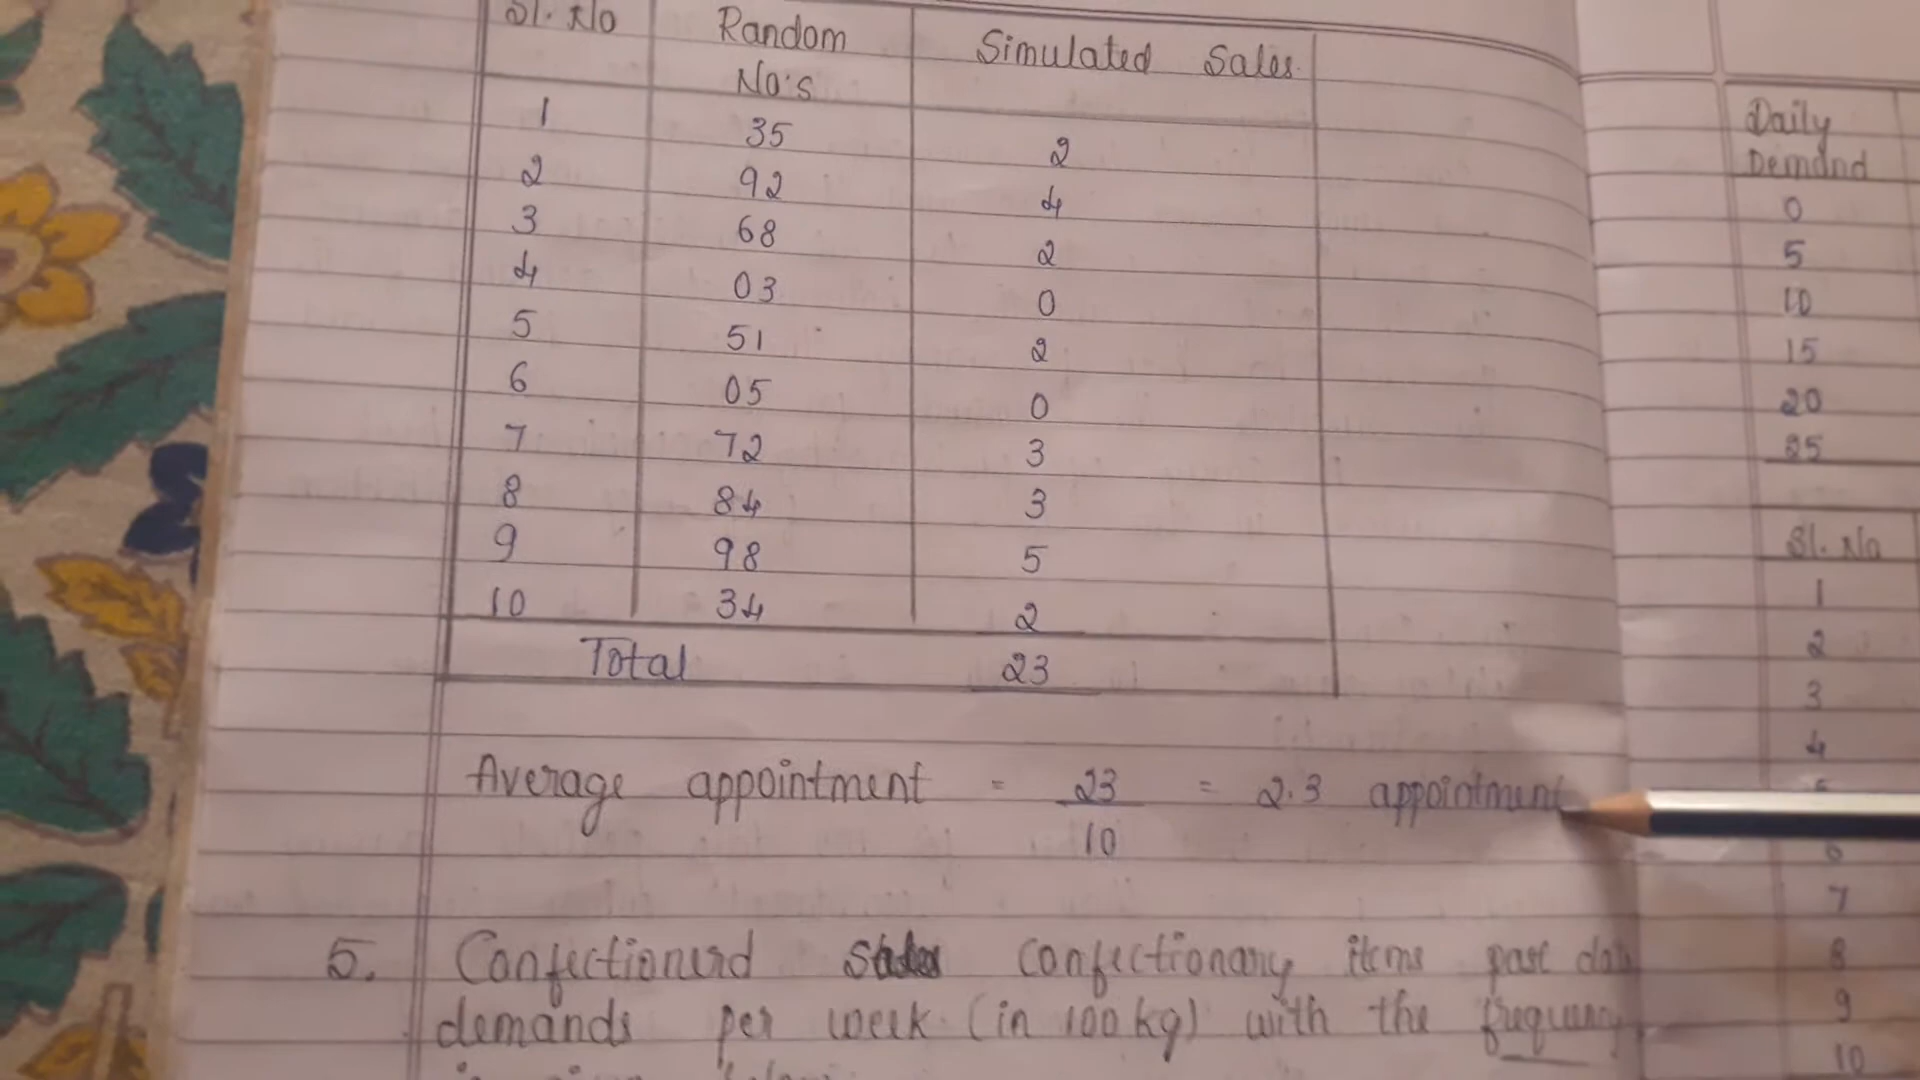 Sl. No Random No's Simulated Sales.
1 35 2
2 92 4
3 68 2
4 03 0
5 51 2
6 05 0
7 72 3
8 84 3
9 98 5
10 34 2
Total 23
Average appointment = 23/10 = 2.3 appointment
5. Confectionerd Sales confectionary items past
demands per week (in 100 kg) with the frequency
Daily
Demand
0
5
10
15
20
25
Sl. No
1
2
3
4
5
6
7
8
9
10